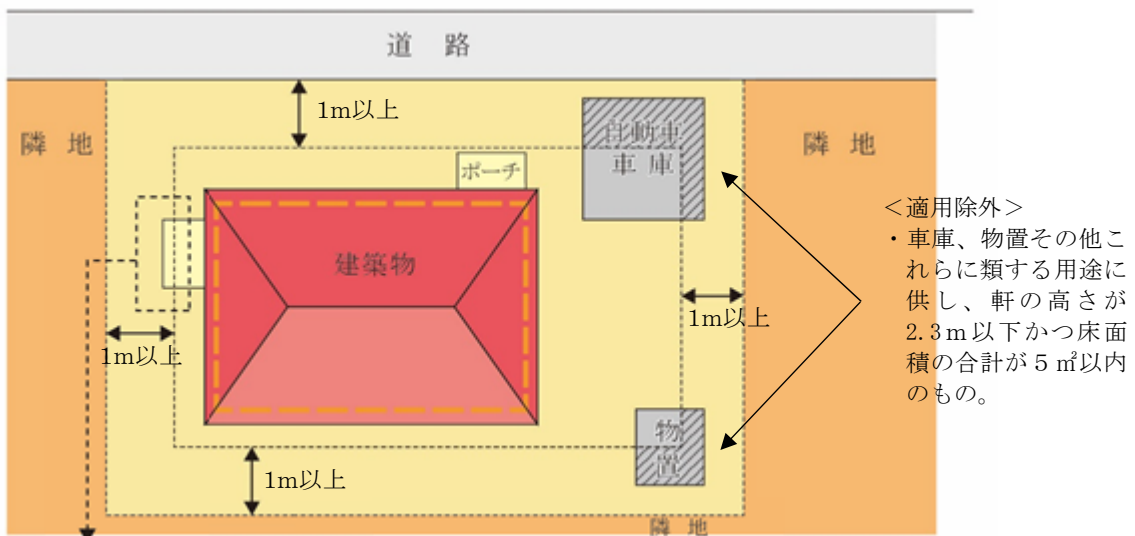 道 路
1m以上
自動車
車 庫
隣 地
隣 地
ポーチ
<適用除外>
・車庫、物置その他こ
れらに類する用途に
供し、軒の高さが
2.3m以下かつ床面
積の合計が5㎡以内
のもの。
建築物
1m以上
1m以上
物
置
1m以上
隣 地